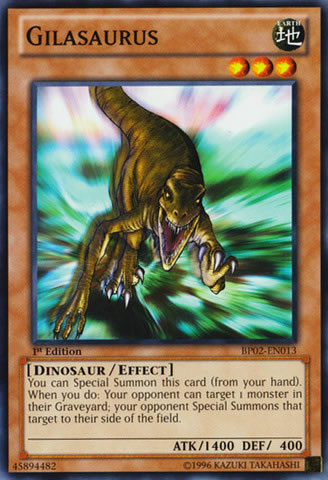 GILASAURUS
EARTH
地
1st Edition
BP02-EN013
[DINOSAUR/EFFECT]
You can Special Summon this card (from your hand).
When you do: Your opponent can target 1 monster in
their Graveyard; your opponent Special Summons that
target to their side of the field.
ATK/1400 DEF/ 400
45894482
©1996 KAZUKI TAKAHASHI